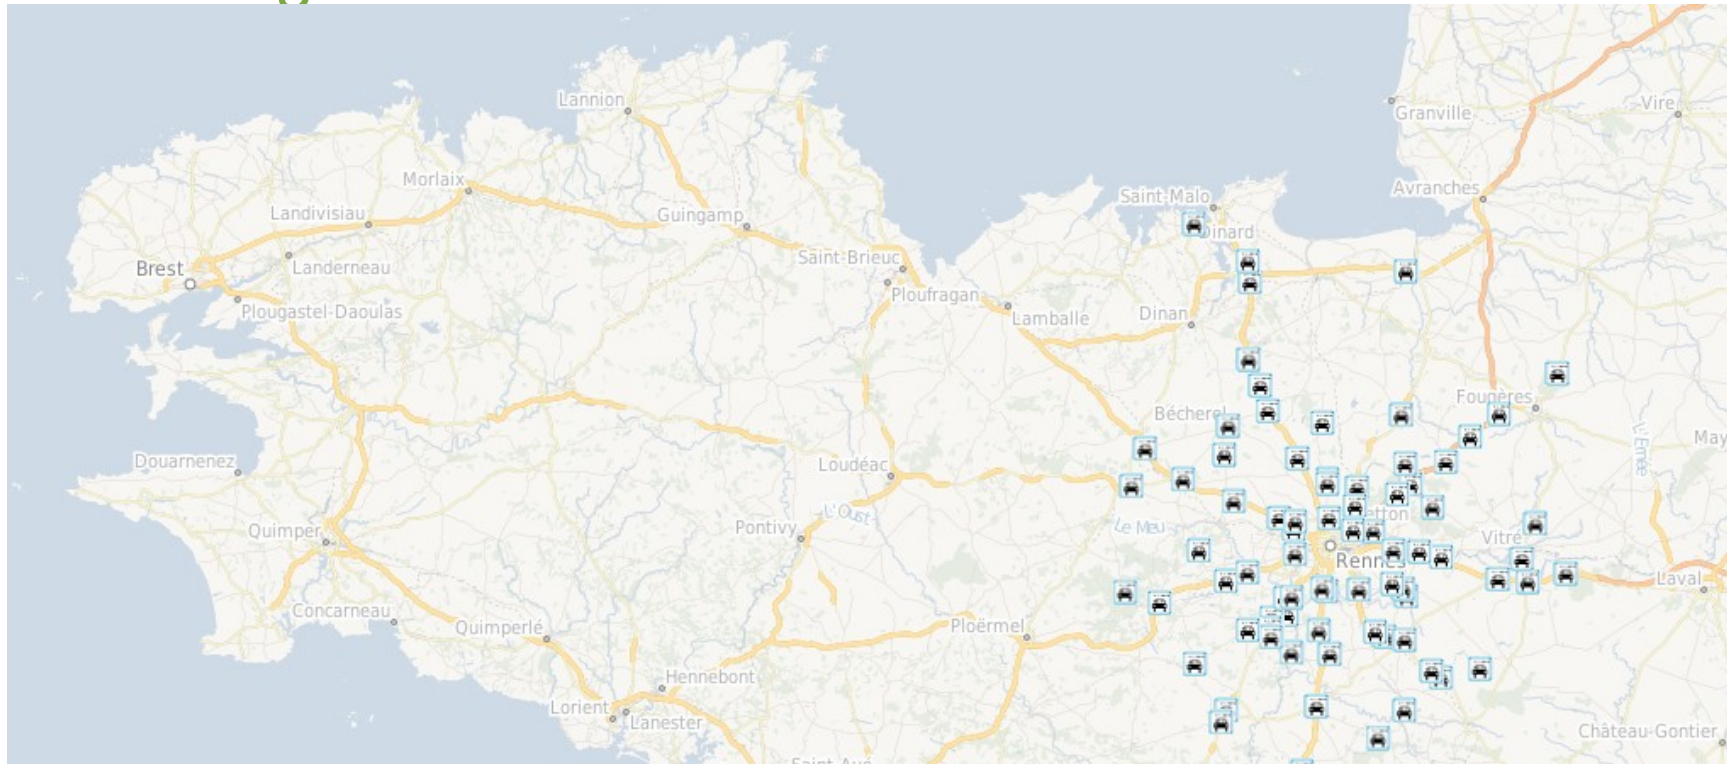 Lannion
Granville
Vire
Morlaix
Avranches
Saint-Malo
Landivisiau
Guingamp
Dinard
Brest
Saint-Brieuc
Landerneau
Ploufragan
Plougastel-Daoulas
Lamballe
Dinan
Fougères
Bécherel
L'Ernée
May
Douarnenez
Loudéac
L'Oust
etton
Quimper
Pontivy
Le Meu
Vitré
Rennes
Laval
Concarneau
Quimperlé
Ploërmel
Hennebont
Lorient
Lanester
Château-Gontier